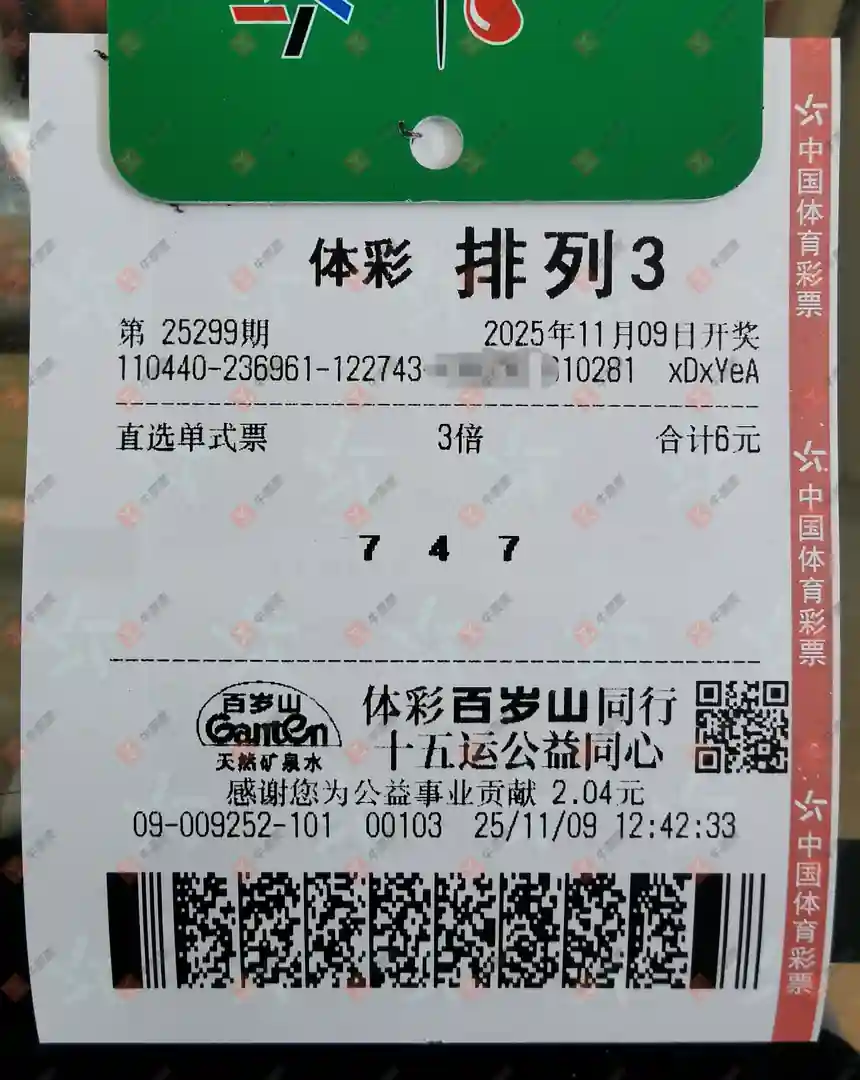 体彩 排列3
第 25299期 2025年11月09日开奖
110440-236961-122743 10281 xDxYeA
直选单式票 3倍 合计6元
7 4 7
百岁山
Ganten
天然矿泉水
体彩百岁山同行
十五运公益同心
感谢您为公益事业贡献 2.04元
09-009252-101 00103 25/11/09 12:42:33
中国体育彩票
中国体育彩票
中国体育彩票